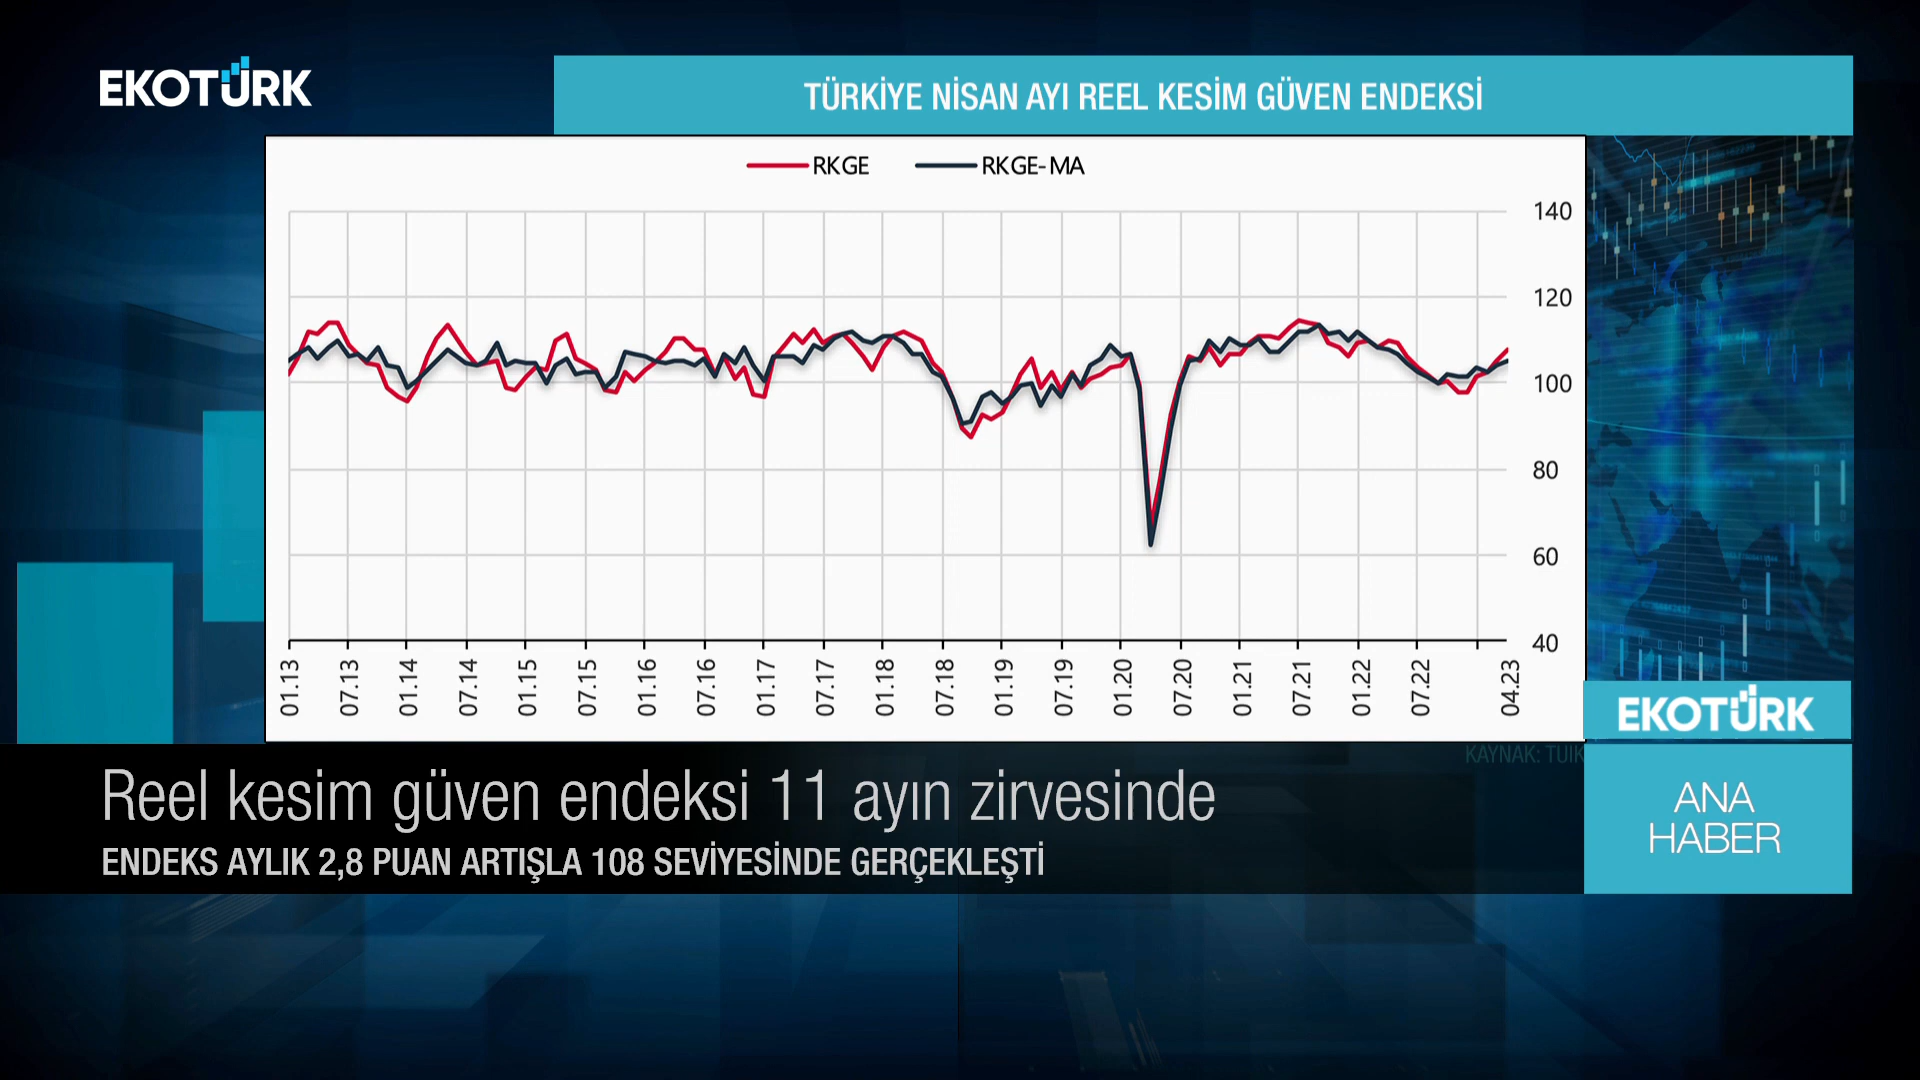 EKOTÜRK
TÜRKİYE NİSAN AYI REEL KESİM GÜVEN ENDEKSİ
RKGE
RKGE-MA
140
120
100
80
60
40
01.13
07.13
01.14
07.14
01.15
07.15
01.16
07.16
01.17
07.17
01.18
07.18
01.19
07.19
01.20
07.20
01.21
07.21
01.22
07.22
04.23
EKOTÜRK
KAYNAK: TUIK
Reel kesim güven endeksi 11 ayın zirvesinde
ENDEKS AYLIK 2,8 PUAN ARTIŞLA 108 SEVİYESİNDE GERÇEKLEŞTİ
ANA
HABER